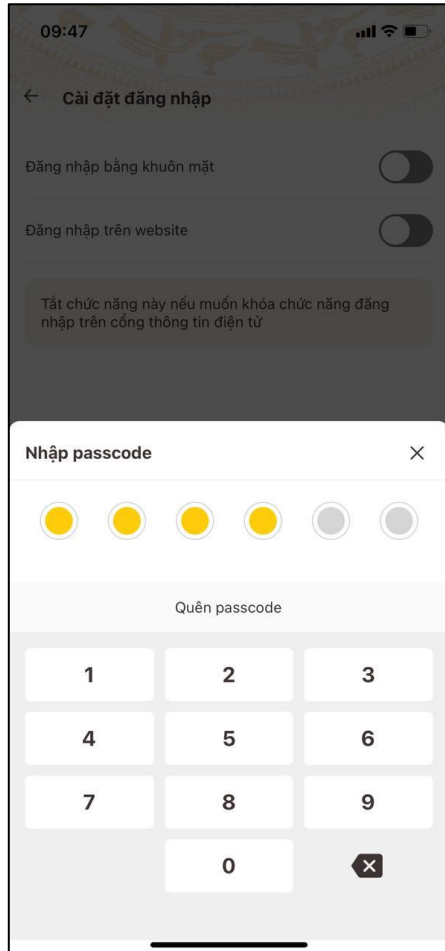 09:47
Cài đặt đăng nhập
Đăng nhập bằng khuôn mặt
Đăng nhập trên website
Tắt chức năng này nếu muốn khóa chức năng đăng
nhập trên cổng thông tin điện tử
Nhập passcode
Quên passcode
1 2 3
4 5 6
7 8 9
0